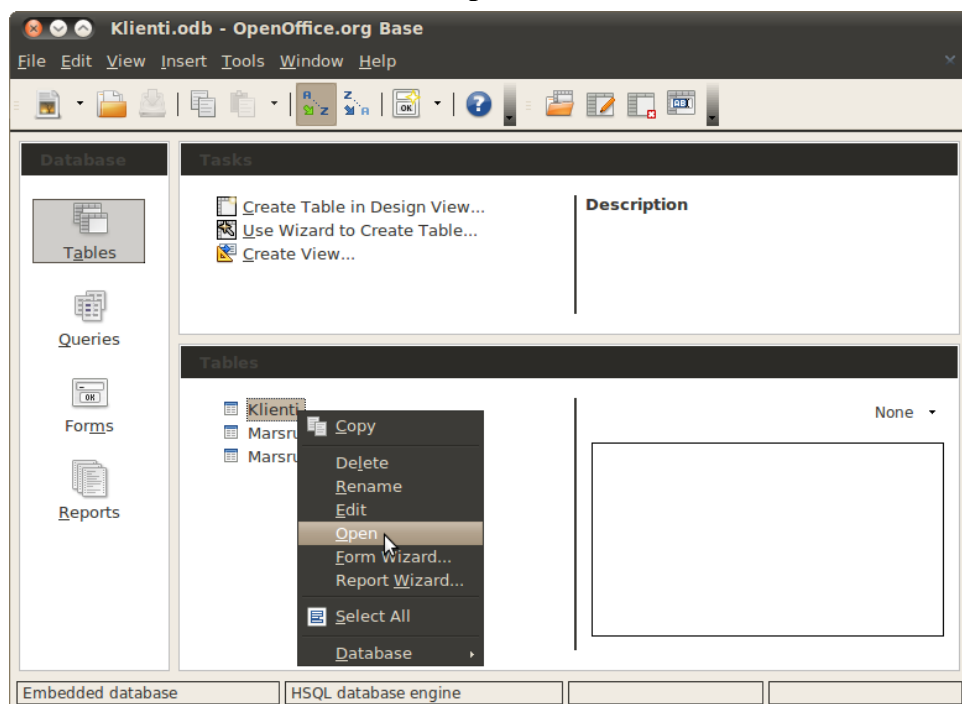 Klienti.odb - OpenOffice.org Base
File Edit View Insert Tools Window Help
Database
Tasks
Create Table in Design View...
Use Wizard to Create Table...
Create View...
Description
Tables
Queries
Forms
Reports
Tables
Klienti
Marsru
Marsru
None
Copy
Delete
Rename
Edit
Open
Form Wizard...
Report Wizard...
Select All
Database
Embedded database
HSQL database engine